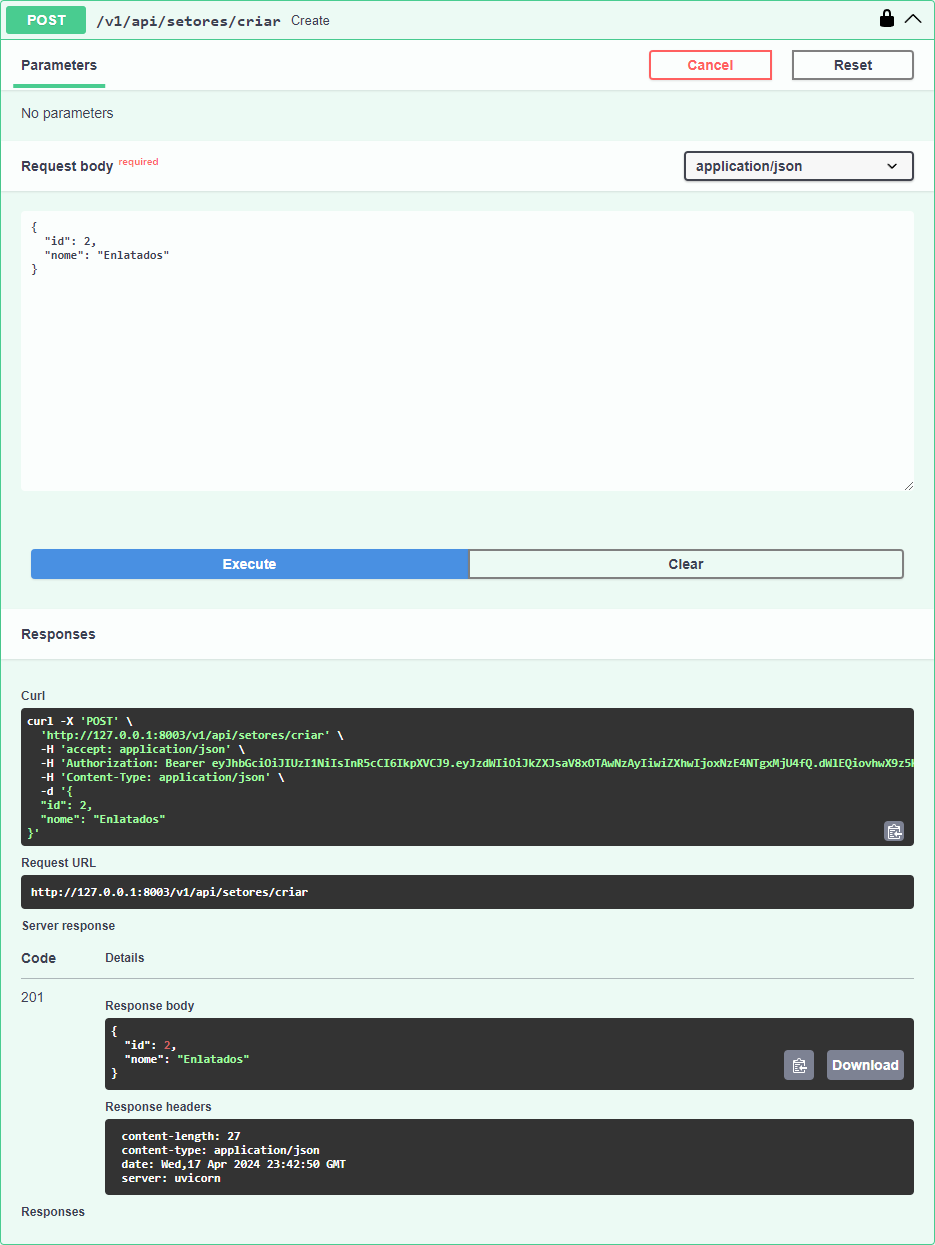 POST /v1/api/setores/criar Create
Parameters
Cancel
Reset
No parameters
Request body required
application/json
{
  "id": 2,
  "nome": "Enlatados"
}
Execute
Clear
Responses
Curl
curl -X 'POST' \
  'http://127.0.0.1:8003/v1/api/setores/criar' \
  -H 'accept: application/json' \
  -H 'Authorization: Bearer
  -H 'Content-Type: application/json' \
  -d '{
  "id": 2,
  "nome": "Enlatados"
}'
Request URL
http://127.0.0.1:8003/v1/api/setores/criar
Server response
Code Details
201
Response body
{
  "id": 2,
  "nome": "Enlatados"
}
Download
Response headers
content-length: 27
content-type: application/json
date: Wed,17 Apr 2024 23:42:50 GMT
server: uvicorn
Responses